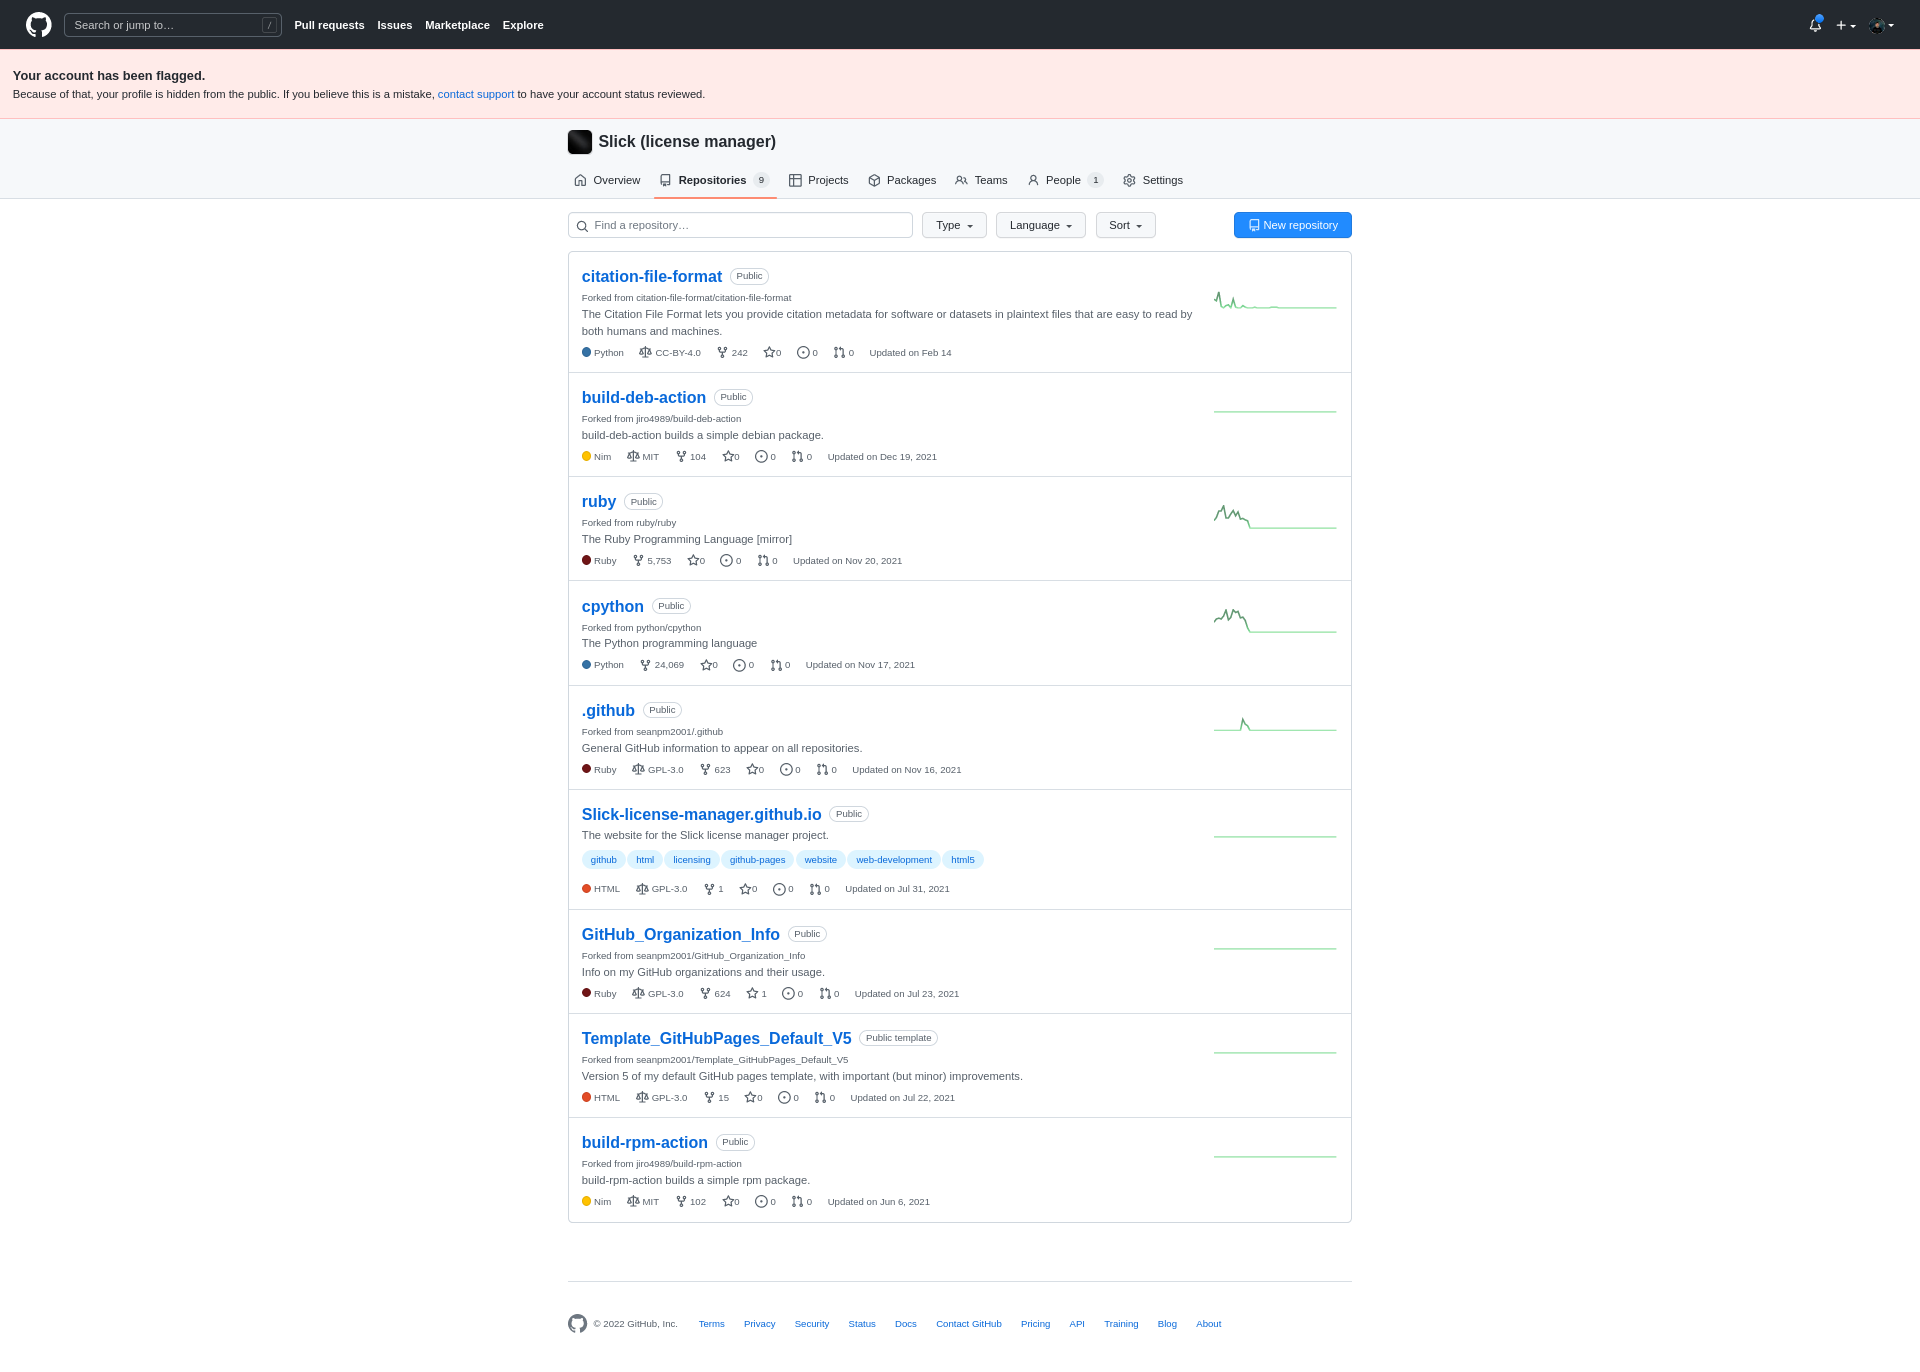 Search or jump to… /
Pull requests Issues Marketplace Explore
Your account has been flagged.
Because of that, your profile is hidden from the public. If you believe this is a mistake, contact support to have your account status reviewed.
Slick (license manager)
Overview Repositories 9 Projects Packages Teams People 1 Settings
Find a repository… Type Language Sort New repository
citation-file-format Public
Forked from citation-file-format/citation-file-format
The Citation File Format lets you provide citation metadata for software or datasets in plaintext files that are easy to read by
both humans and machines.
Python CC-BY-4.0 242 0 0 0 Updated on Feb 14
build-deb-action Public
Forked from jiro4989/build-deb-action
build-deb-action builds a simple debian package.
Nim MIT 104 0 0 0 Updated on Dec 19, 2021
ruby Public
Forked from ruby/ruby
The Ruby Programming Language [mirror]
Ruby 5,753 0 0 0 Updated on Nov 20, 2021
cpython Public
Forked from python/cpython
The Python programming language
Python 24,069 0 0 0 Updated on Nov 17, 2021
.github Public
Forked from seanpm2001/.github
General GitHub information to appear on all repositories.
Ruby GPL-3.0 623 0 0 0 Updated on Nov 16, 2021
Slick-license-manager.github.io Public
The website for the Slick license manager project.
github html licensing github-pages website web-development html5
HTML GPL-3.0 1 0 0 0 Updated on Jul 31, 2021
GitHub_Organization_Info Public
Forked from seanpm2001/GitHub_Organization_Info
Info on my GitHub organizations and their usage.
Ruby GPL-3.0 624 1 0 0 Updated on Jul 23, 2021
Template_GitHubPages_Default_V5 Public template
Forked from seanpm2001/Template_GitHubPages_Default_V5
Version 5 of my default GitHub pages template, with important (but minor) improvements.
HTML GPL-3.0 15 0 0 0 Updated on Jul 22, 2021
build-rpm-action Public
Forked from jiro4989/build-rpm-action
build-rpm-action builds a simple rpm package.
Nim MIT 102 0 0 0 Updated on Jun 6, 2021
© 2022 GitHub, Inc. Terms Privacy Security Status Docs Contact GitHub Pricing API Training Blog About